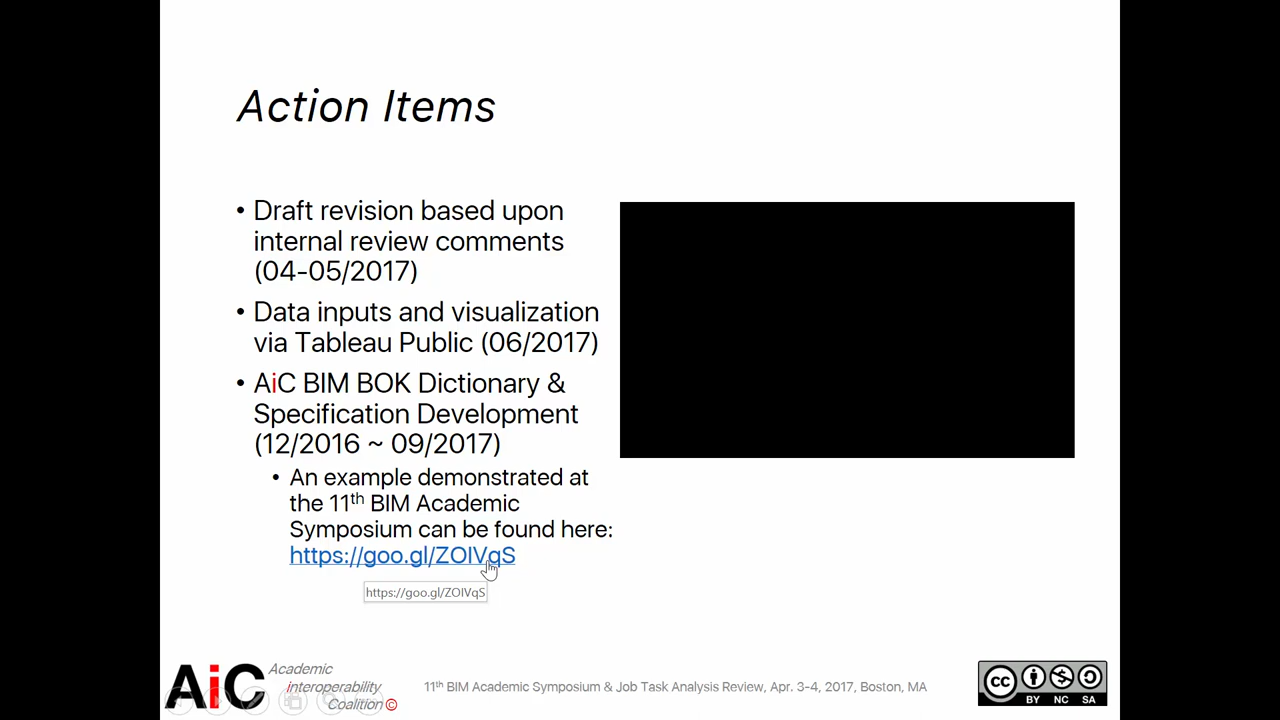 Action Items
• Draft revision based upon
internal review comments
(04-05/2017)
• Data inputs and visualization
via Tableau Public (06/2017)
• AiC BIM BOK Dictionary &
Specification Development
(12/2016 ~ 09/2017)
• An example demonstrated at
the 11th BIM Academic
Symposium can be found here:
https://goo.gl/ZOIVqS
https://goo.gl/ZOIVqS
AiC Academic
interoperability
Coalition ©
11th BIM Academic Symposium & Job Task Analysis Review, Apr. 3-4, 2017, Boston, MA
CC
BY NC SA